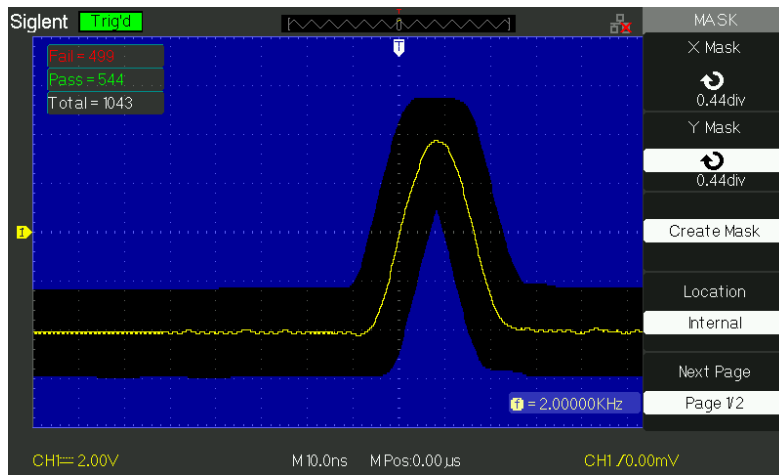 Siglent Trig'd
MASK
Fail = 499
Pass = 544
Total = 1043
X Mask
0.44div
Y Mask
0.44div
Create Mask
Location
Internal
Next Page
Page 1/2
f = 2.00000KHz
CH1 2.00V
M 10.0ns
M Pos:0.00µs
CH1 /0.00mV